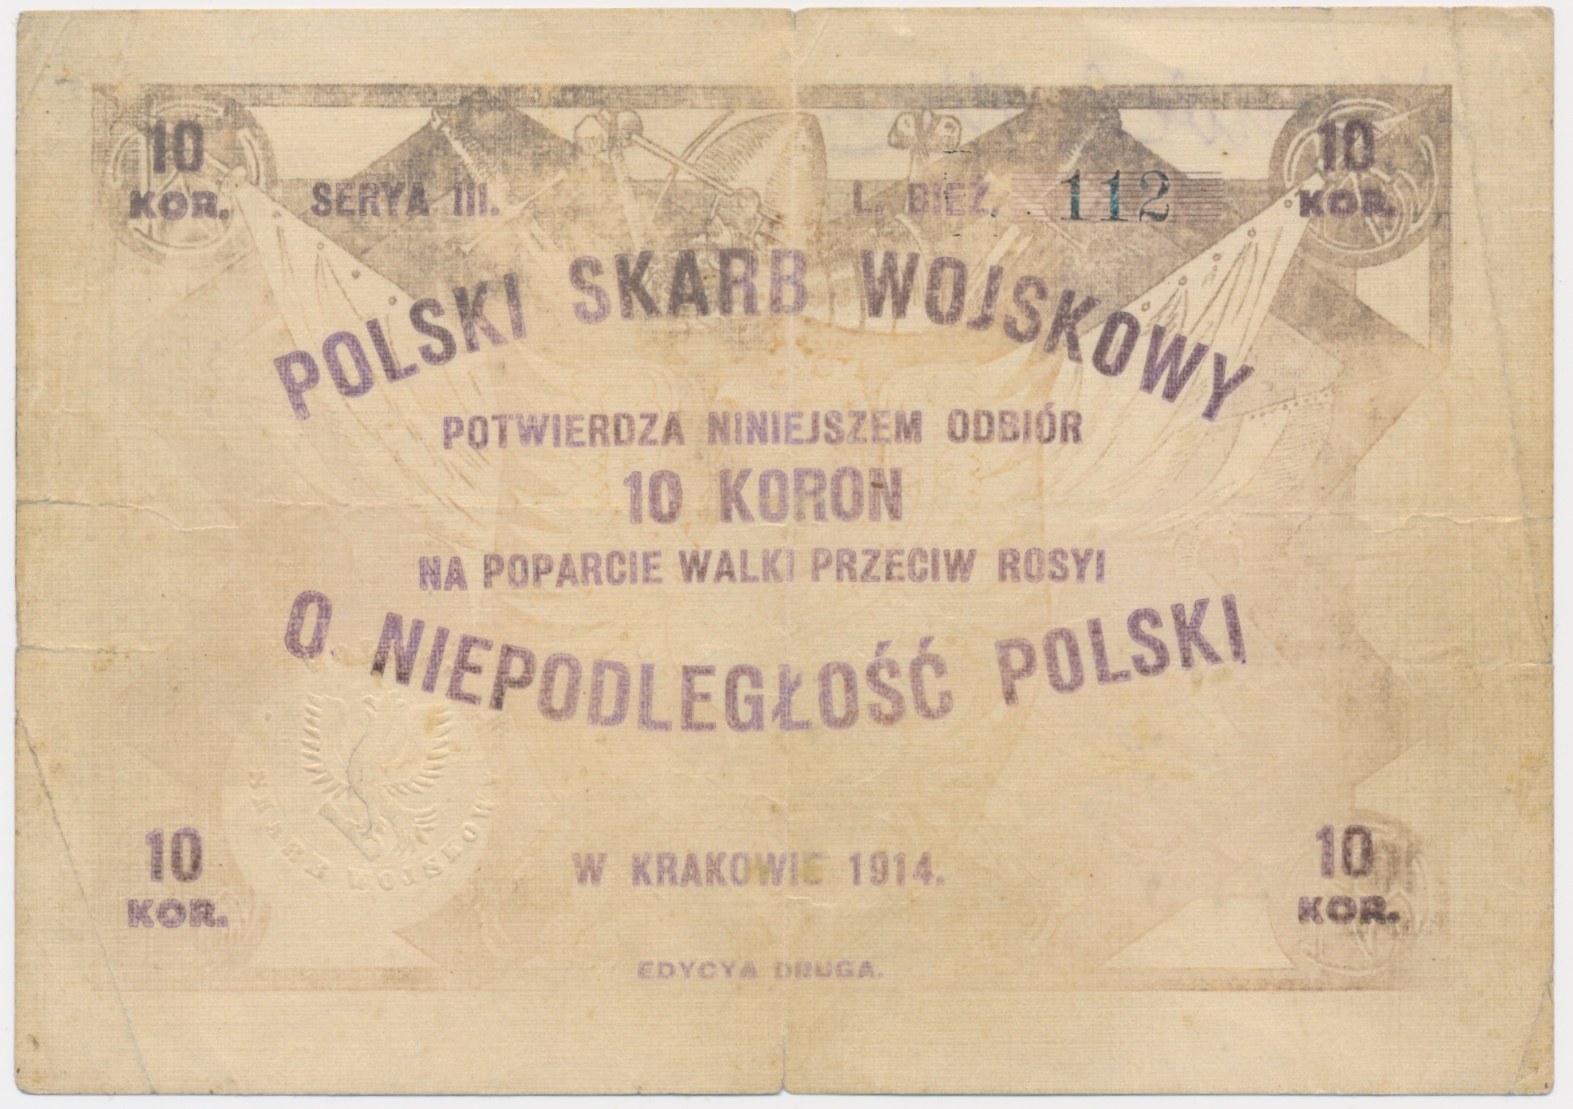 10 KOR.
SERYA III.
L. BIEŻ. 112
10 KOR.
POLSKI SKARB WOJSKOWY
POTWIERDZA NINIEJSZEM ODBIÓR
10 KORON
NA POPARCIE WALKI PRZECIW ROSYI
O NIEPODLEGŁOŚĆ POLSKI
SKARB WOJSKOWY
10 KOR.
W KRAKOWIE 1914.
10 KOR.
EDYCYA DRUGA.